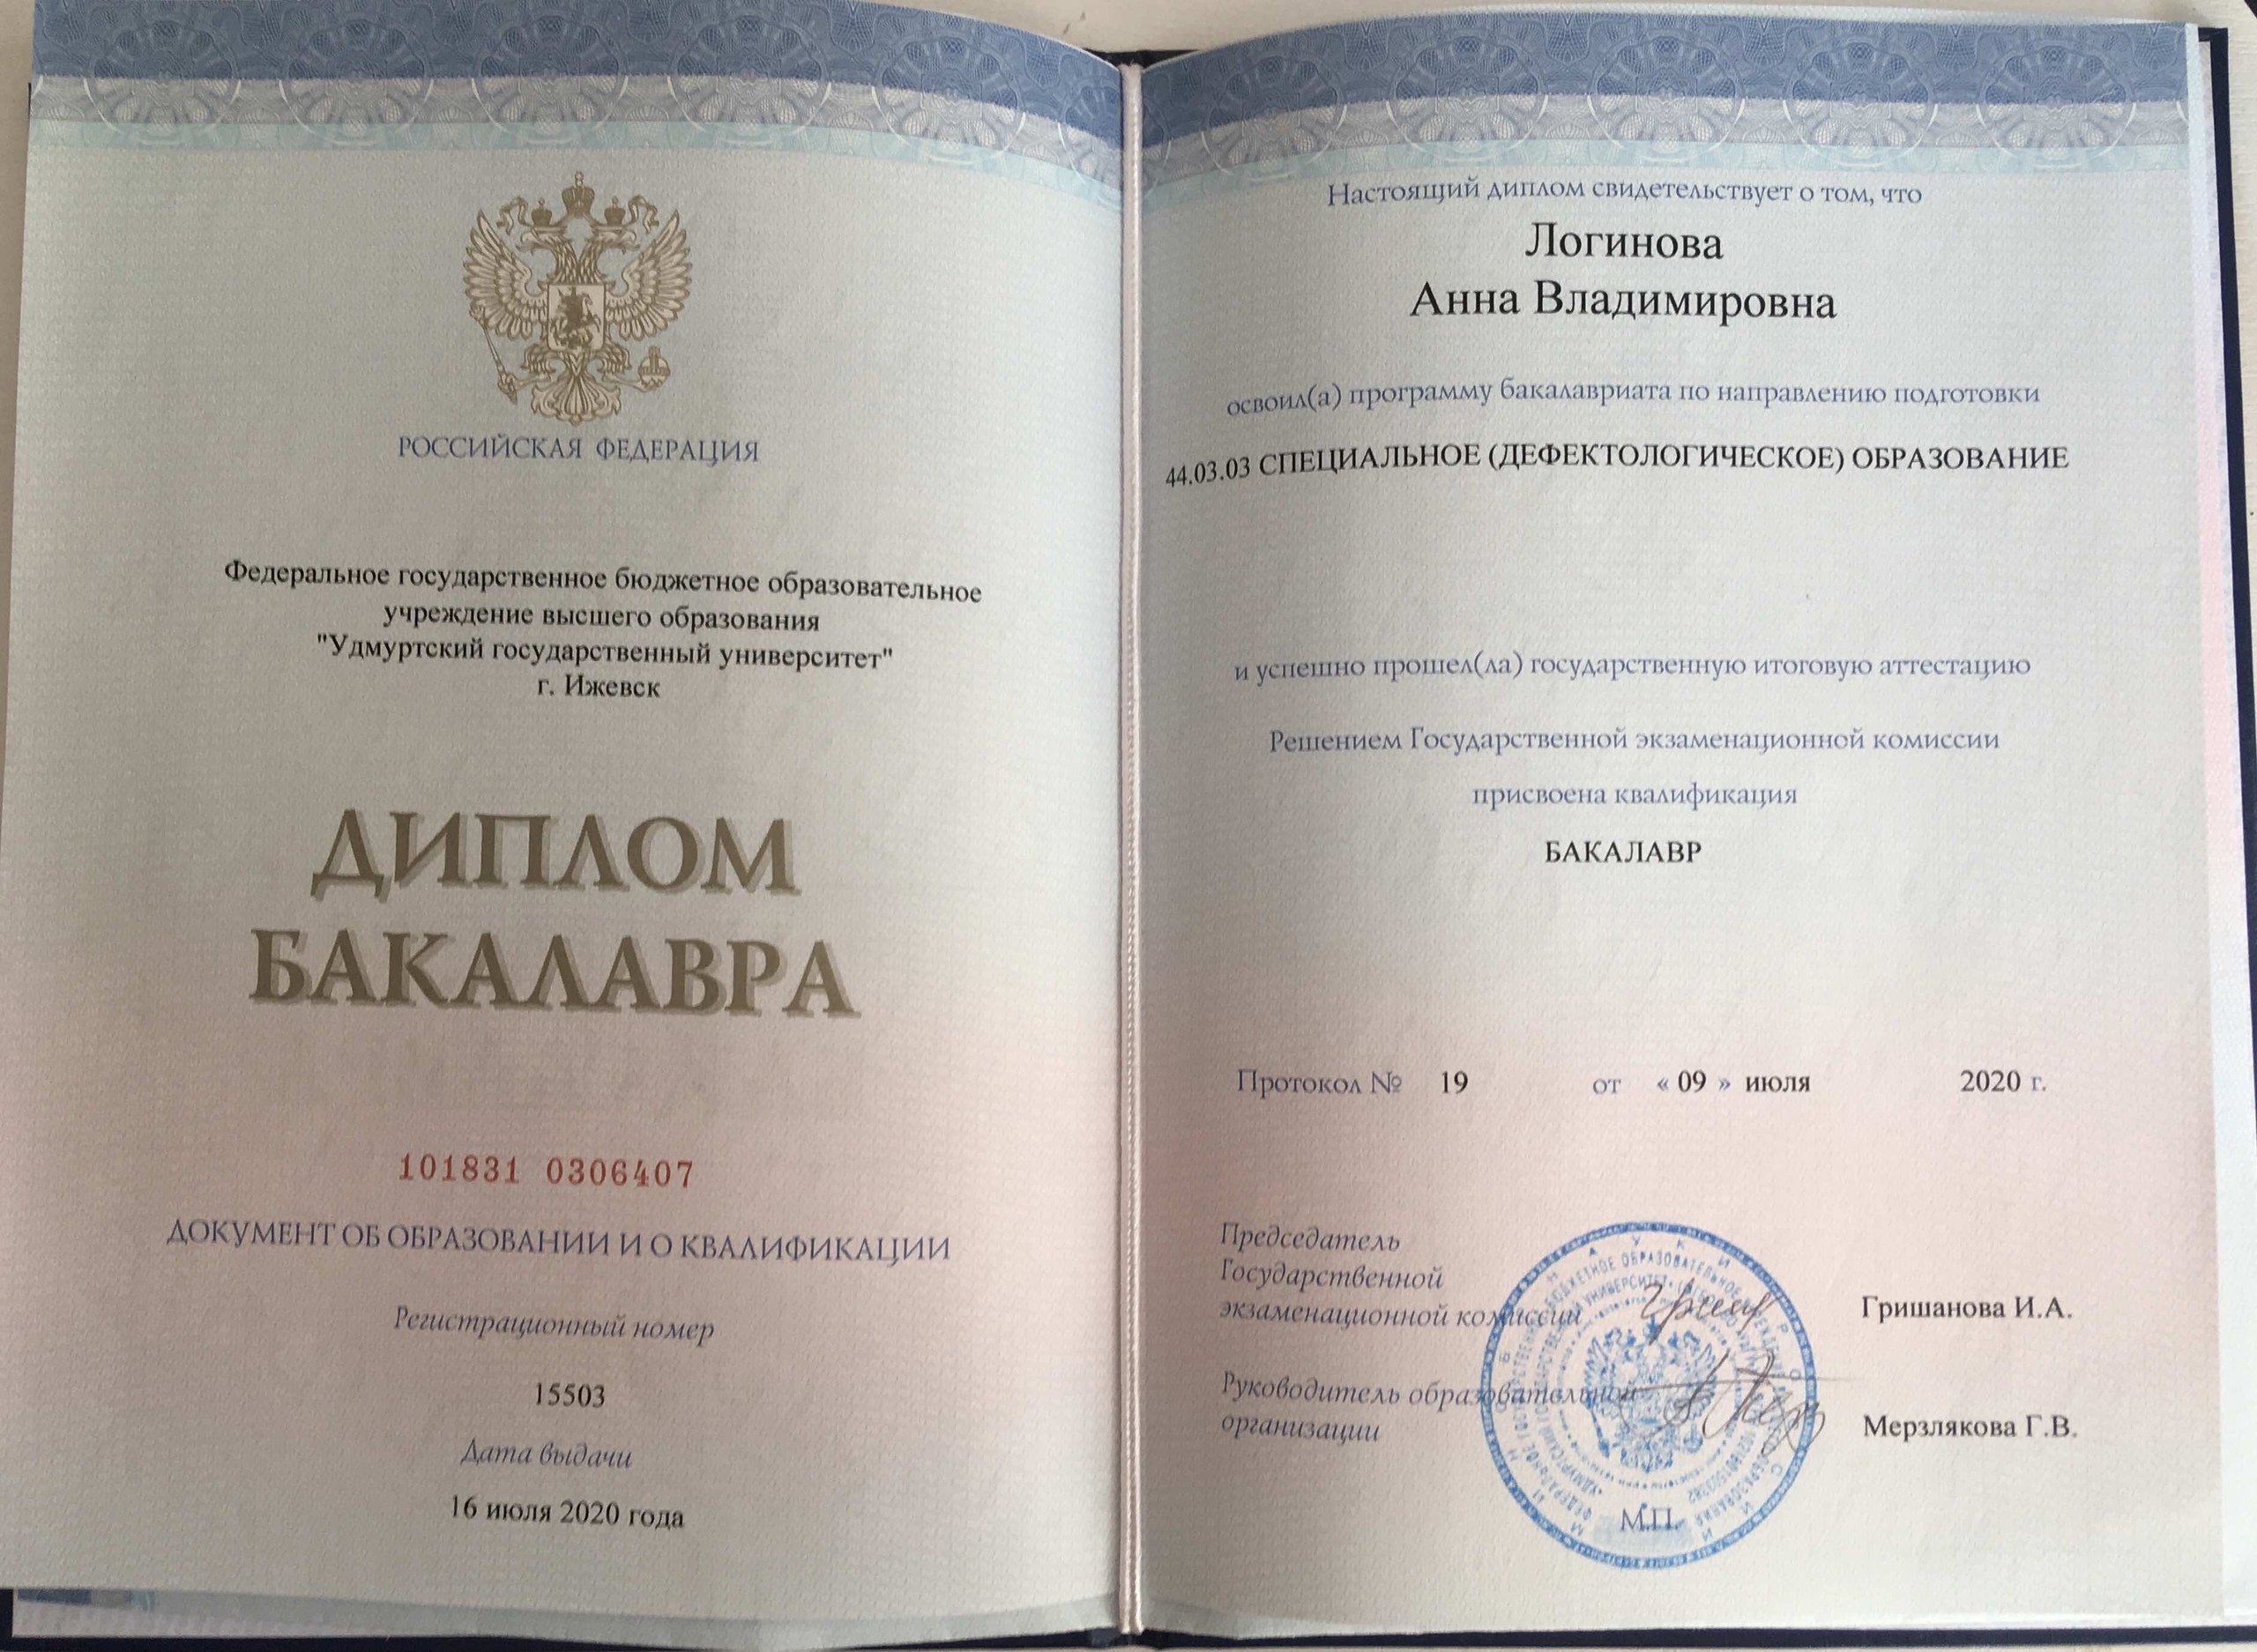 РОССИЙСКАЯ ФЕДЕРАЦИЯ
Федеральное государственное бюджетное образовательное
учреждение высшего образования
"Удмуртский государственный университет"
г. Ижевск
ДИПЛОМ
БАКАЛАВРА
101831 0306407
ДОКУМЕНТ ОБ ОБРАЗОВАНИИ И О КВАЛИФИКАЦИИ
Регистрационный номер
15503
Дата выдачи
16 июля 2020 года
Настоящий диплом свидетельствует о том, что
Логинова
Анна Владимировна
освоил(а) программу бакалавриата по направлению подготовки
44.03.03 СПЕЦИАЛЬНОЕ (ДЕФЕКТОЛОГИЧЕСКОЕ) ОБРАЗОВАНИЕ
и успешно прошел(ла) государственную итоговую аттестацию
Решением Государственной экзаменационной комиссии
присвоена квалификация
БАКАЛАВР
Протокол № 19 от « 09 » июля 2020 г.
Председатель
Государственной
экзаменационной комиссии Гришанова И.А.
Руководитель образовательной
организации Мерзлякова Г.В.
М.П.